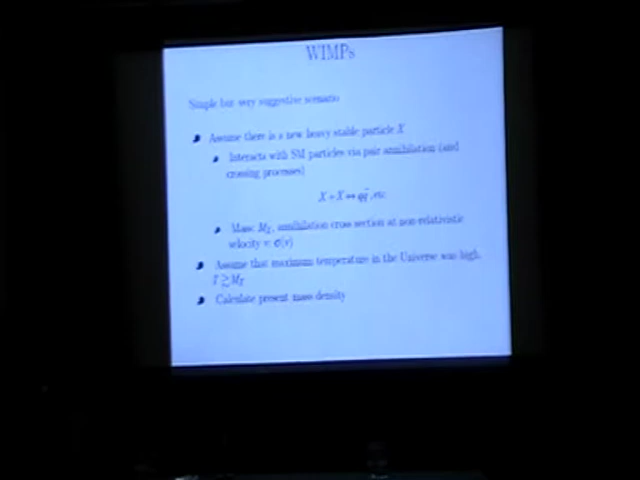 WIMPs
Simple but very suggestive scenario
Assume there is a new heavy stable particle X
Interacts with SM particles via pair annihilation (and
crossing processes)
X + X ↔ qq̄, etc
Mass M_X, annihilation cross section at non-relativistic
velocity v: σ(v)
Assume that maximum temperature in the Universe was high,
T ≳ M_X
Calculate present mass density